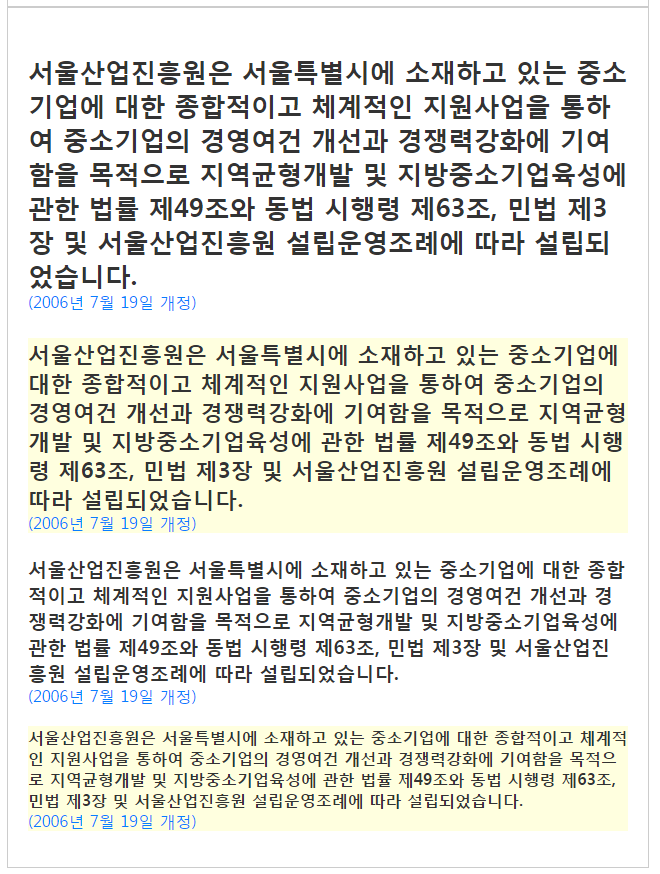 서울산업진흥원은 서울특별시에 소재하고 있는 중소
기업에 대한 종합적이고 체계적인 지원사업을 통하
여 중소기업의 경영여건 개선과 경쟁력강화에 기여
함을 목적으로 지역균형개발 및 지방중소기업육성에
관한 법률 제49조와 동법 시행령 제63조, 민법 제3
장 및 서울산업진흥원 설립운영조례에 따라 설립되
었습니다.
(2006년 7월 19일 개정)
서울산업진흥원은 서울특별시에 소재하고 있는 중소기업에
대한 종합적이고 체계적인 지원사업을 통하여 중소기업의
경영여건 개선과 경쟁력강화에 기여함을 목적으로 지역균형
개발 및 지방중소기업육성에 관한 법률 제49조와 동법 시행
령 제63조, 민법 제3장 및 서울산업진흥원 설립운영조례에
따라 설립되었습니다.
(2006년 7월 19일 개정)
서울산업진흥원은 서울특별시에 소재하고 있는 중소기업에 대한 종합
적이고 체계적인 지원사업을 통하여 중소기업의 경영여건 개선과 경
쟁력강화에 기여함을 목적으로 지역균형개발 및 지방중소기업육성에
관한 법률 제49조와 동법 시행령 제63조, 민법 제3장 및 서울산업진
흥원 설립운영조례에 따라 설립되었습니다.
(2006년 7월 19일 개정)
서울산업진흥원은 서울특별시에 소재하고 있는 중소기업에 대한 종합적이고 체계적
인 지원사업을 통하여 중소기업의 경영여건 개선과 경쟁력강화에 기여함을 목적으
로 지역균형개발 및 지방중소기업육성에 관한 법률 제49조와 동법 시행령 제63조,
민법 제3장 및 서울산업진흥원 설립운영조례에 따라 설립되었습니다.
(2006년 7월 19일 개정)